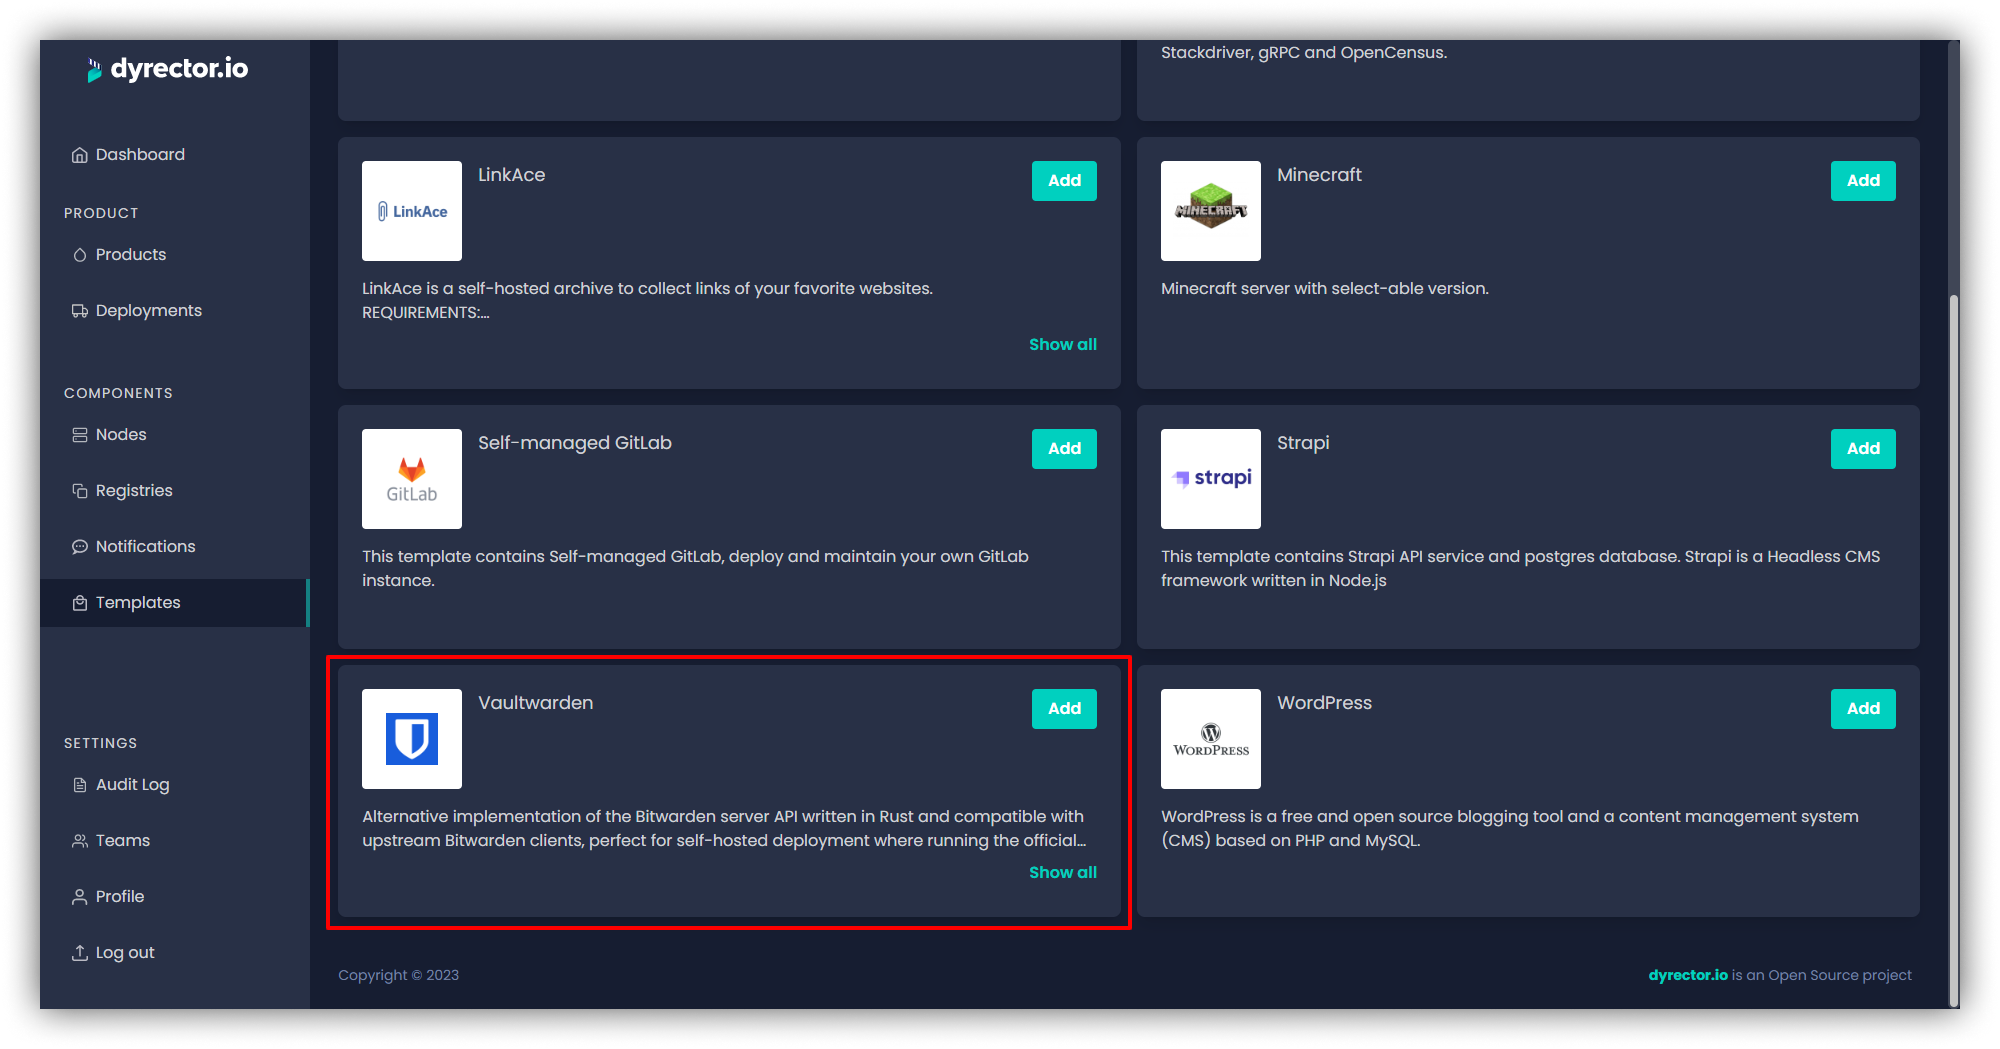 dyrector.io
Dashboard
PRODUCT
Products
Deployments
COMPONENTS
Nodes
Registries
Notifications
Templates
SETTINGS
Audit Log
Teams
Profile
Log out
Stackdriver, gRPC and OpenCensus.
LinkAce
LinkAce
Add
LinkAce is a self-hosted archive to collect links of your favorite websites.
REQUIREMENTS:...
Show all
MINECRAFT
Minecraft
Add
Minecraft server with select-able version.
GitLab
Self-managed GitLab
Add
This template contains Self-managed GitLab, deploy and maintain your own GitLab
instance.
strapi
Strapi
Add
This template contains Strapi API service and postgres database. Strapi is a Headless CMS
framework written in Node.js
Vaultwarden
Add
Alternative implementation of the Bitwarden server API written in Rust and compatible with
upstream Bitwarden clients, perfect for self-hosted deployment where running the official...
Show all
WORDPRESS
WordPress
Add
WordPress is a free and open source blogging tool and a content management system
(CMS) based on PHP and MySQL.
Copyright © 2023
dyrector.io is an Open Source project